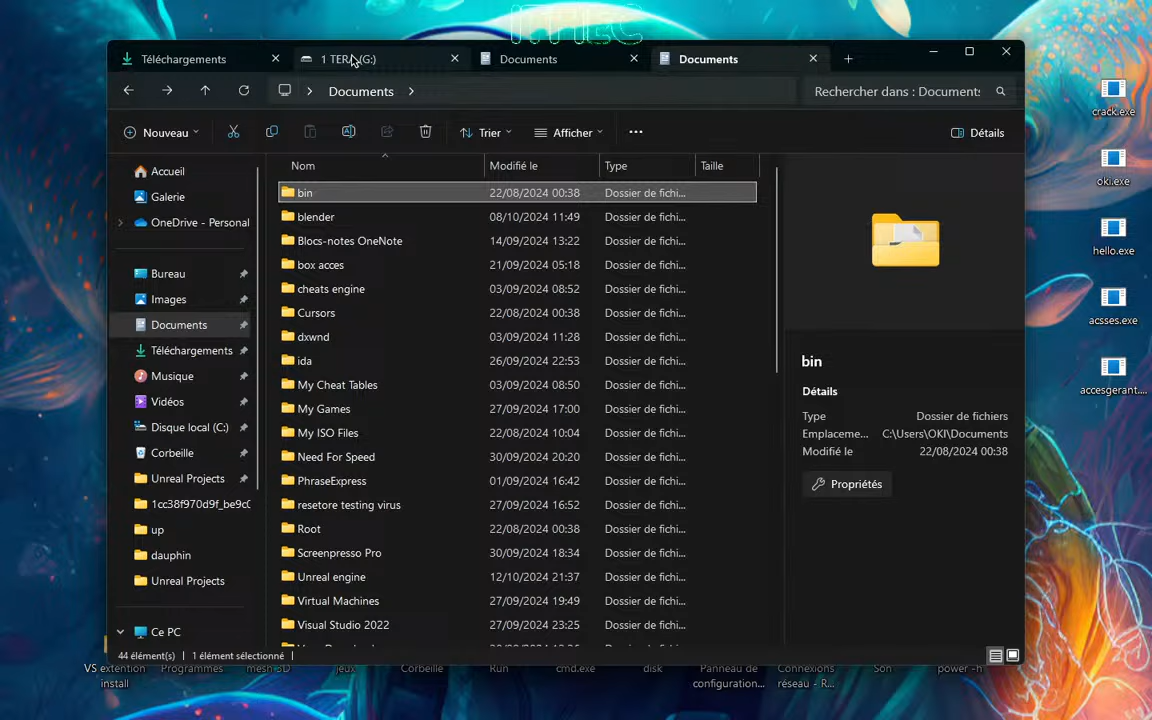 Téléchargements
1 TERA (G:)
Documents
Documents
Documents
Rechercher dans : Documents
Nouveau
Trier
Afficher
Détails
Nom
Modifié le
Type
Taille
Accueil
Galerie
OneDrive - Personal
Bureau
Images
Documents
Téléchargements
Musique
Vidéos
Disque local (C:)
Corbeille
Unreal Projects
1cc38f970d9f_be9c0
up
dauphin
Unreal Projects
Ce PC
bin 22/08/2024 00:38 Dossier de fichi...
blender 08/10/2024 11:49 Dossier de fichi...
Blocs-notes OneNote 14/09/2024 13:22 Dossier de fichi...
box acces 21/09/2024 05:18 Dossier de fichi...
cheats engine 03/09/2024 08:52 Dossier de fichi...
Cursors 22/08/2024 00:38 Dossier de fichi...
dxwnd 03/09/2024 11:28 Dossier de fichi...
ida 26/09/2024 22:53 Dossier de fichi...
My Cheat Tables 03/09/2024 08:50 Dossier de fichi...
My Games 27/09/2024 17:00 Dossier de fichi...
My ISO Files 22/08/2024 10:04 Dossier de fichi...
Need For Speed 30/09/2024 20:20 Dossier de fichi...
PhraseExpress 01/09/2024 16:42 Dossier de fichi...
resetore testing virus 27/09/2024 16:52 Dossier de fichi...
Root 22/08/2024 00:38 Dossier de fichi...
Screenpresso Pro 30/09/2024 18:34 Dossier de fichi...
Unreal engine 12/10/2024 21:37 Dossier de fichi...
Virtual Machines 27/09/2024 19:49 Dossier de fichi...
Visual Studio 2022 27/09/2024 23:25 Dossier de fichi...
bin
Détails
Type Dossier de fichiers
Emplaceme... C:\Users\OKI\Documents
Modifié le 22/08/2024 00:38
Propriétés
44 élément(s)
1 élément sélectionné
crack.exe
oki.exe
hello.exe
acsses.exe
accesgerant....
VS extention install
Programmes
mesh 3D
jeux
Corbeille
Run
cmd.exe
disk
Panneau de configuration...
Connexions réseau - R...
Son